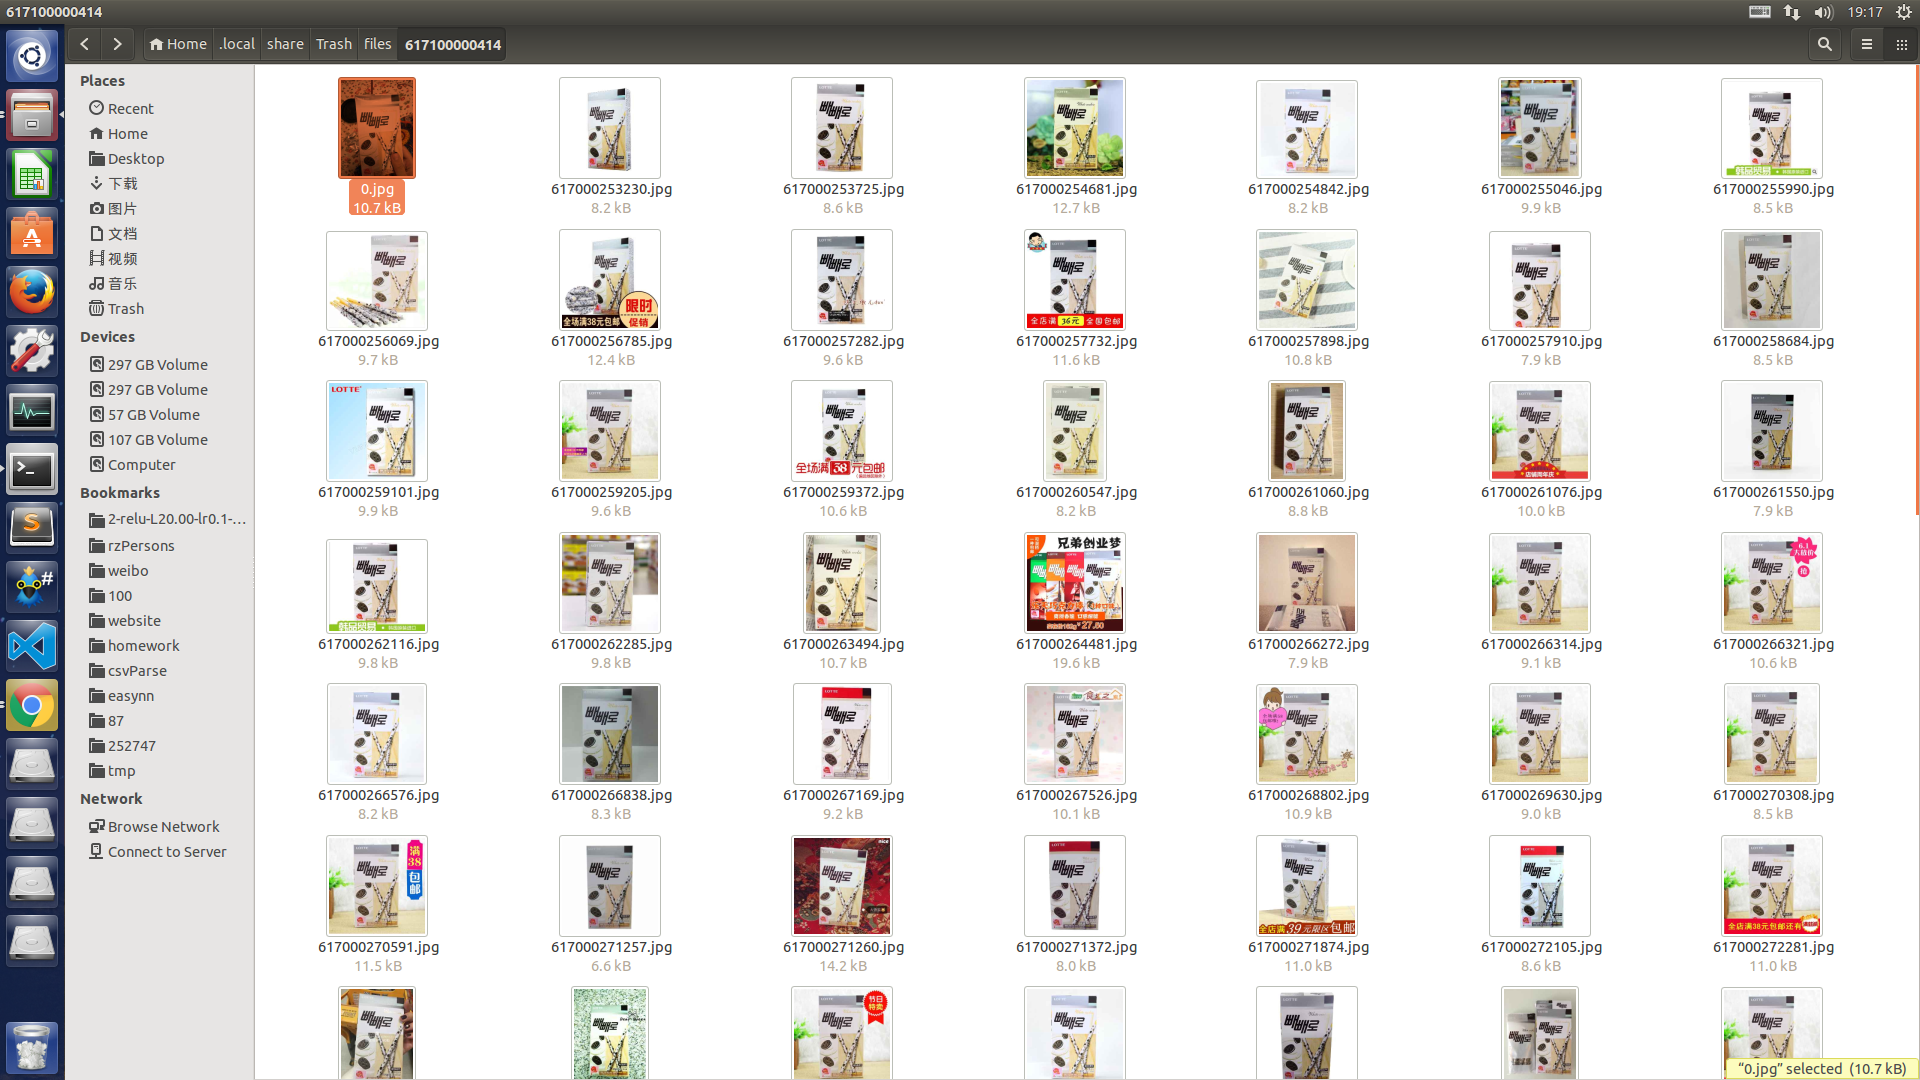 617100000414
19:17
Home
.local
share
Trash
files
617100000414
Places
Recent
Home
Desktop
下载
图片
文档
视频
音乐
Trash
Devices
297 GB Volume
297 GB Volume
57 GB Volume
107 GB Volume
Computer
Bookmarks
2-relu-L20.00-lr0.1-…
rzPersons
weibo
100
website
homework
csvParse
easynn
87
252747
tmp
Network
Browse Network
Connect to Server
0.jpg 617000253230.jpg 617000253725.jpg 617000254681.jpg 617000254842.jpg 617000255046.jpg 617000255990.jpg
10.7 kB 8.2 kB 8.6 kB 12.7 kB 8.2 kB 9.9 kB 8.5 kB
617000256069.jpg 617000256785.jpg 617000257282.jpg 617000257732.jpg 617000257898.jpg 617000257910.jpg 617000258684.jpg
9.7 kB 12.4 kB 9.6 kB 11.6 kB 10.8 kB 7.9 kB 8.5 kB
617000259101.jpg 617000259205.jpg 617000259372.jpg 617000260547.jpg 617000261060.jpg 617000261076.jpg 617000261550.jpg
9.9 kB 9.6 kB 10.6 kB 8.2 kB 8.8 kB 10.0 kB 7.9 kB
617000262116.jpg 617000262285.jpg 617000263494.jpg 617000264481.jpg 617000266272.jpg 617000266314.jpg 617000266321.jpg
9.8 kB 9.8 kB 10.7 kB 19.6 kB 7.9 kB 9.1 kB 10.6 kB
617000266576.jpg 617000266838.jpg 617000267169.jpg 617000267526.jpg 617000268802.jpg 617000269630.jpg 617000270308.jpg
8.2 kB 8.3 kB 9.2 kB 10.1 kB 10.9 kB 9.0 kB 8.5 kB
617000270591.jpg 617000271257.jpg 617000271260.jpg 617000271372.jpg 617000271874.jpg 617000272105.jpg 617000272281.jpg
11.5 kB 6.6 kB 14.2 kB 8.0 kB 11.0 kB 8.6 kB 11.0 kB
"0.jpg" selected (10.7 kB)